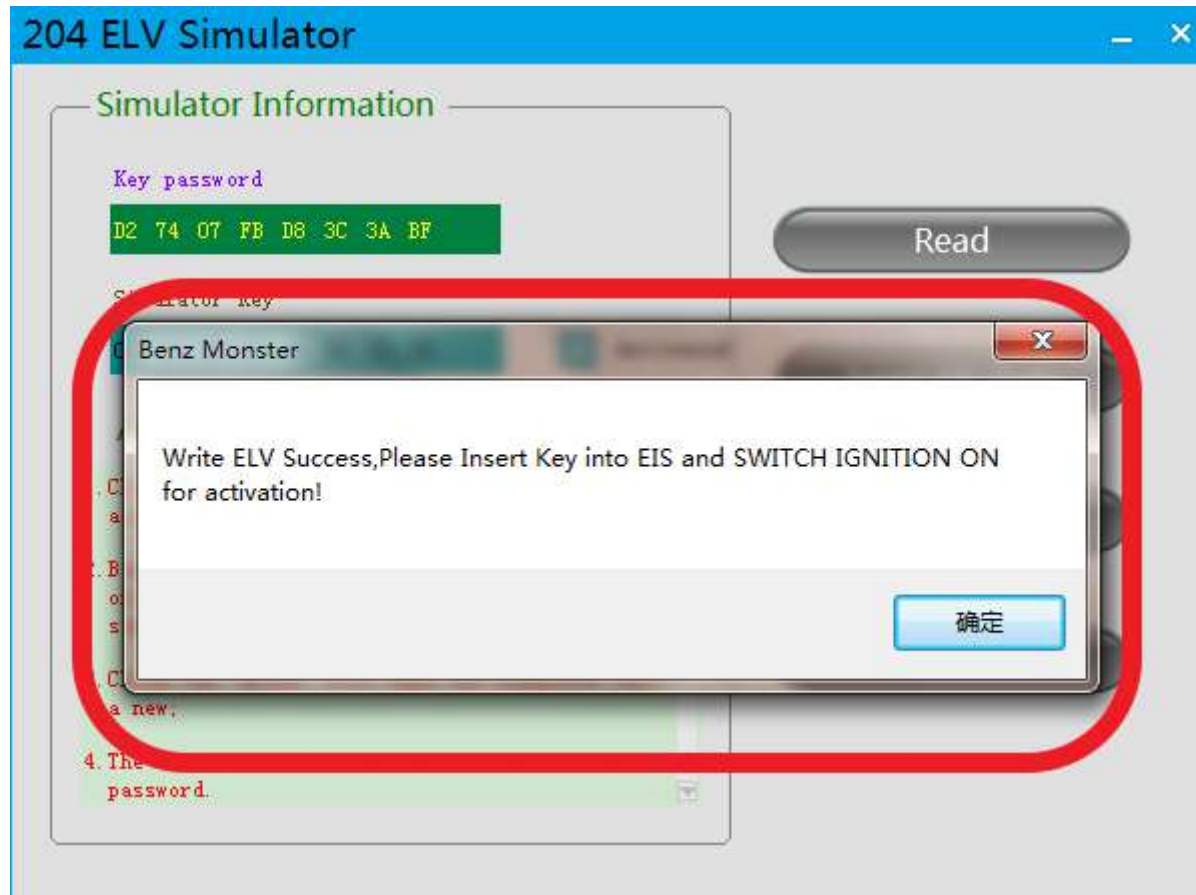 204 ELV Simulator
Simulator Information
Key password
D2 74 07 FB D8 3C 3A BF
Read
Simulator Key
Benz Monster
Write ELV Success,Please Insert Key into EIS and SWITCH IGNITION ON
for activation!
确定
a new;
4. The
password.